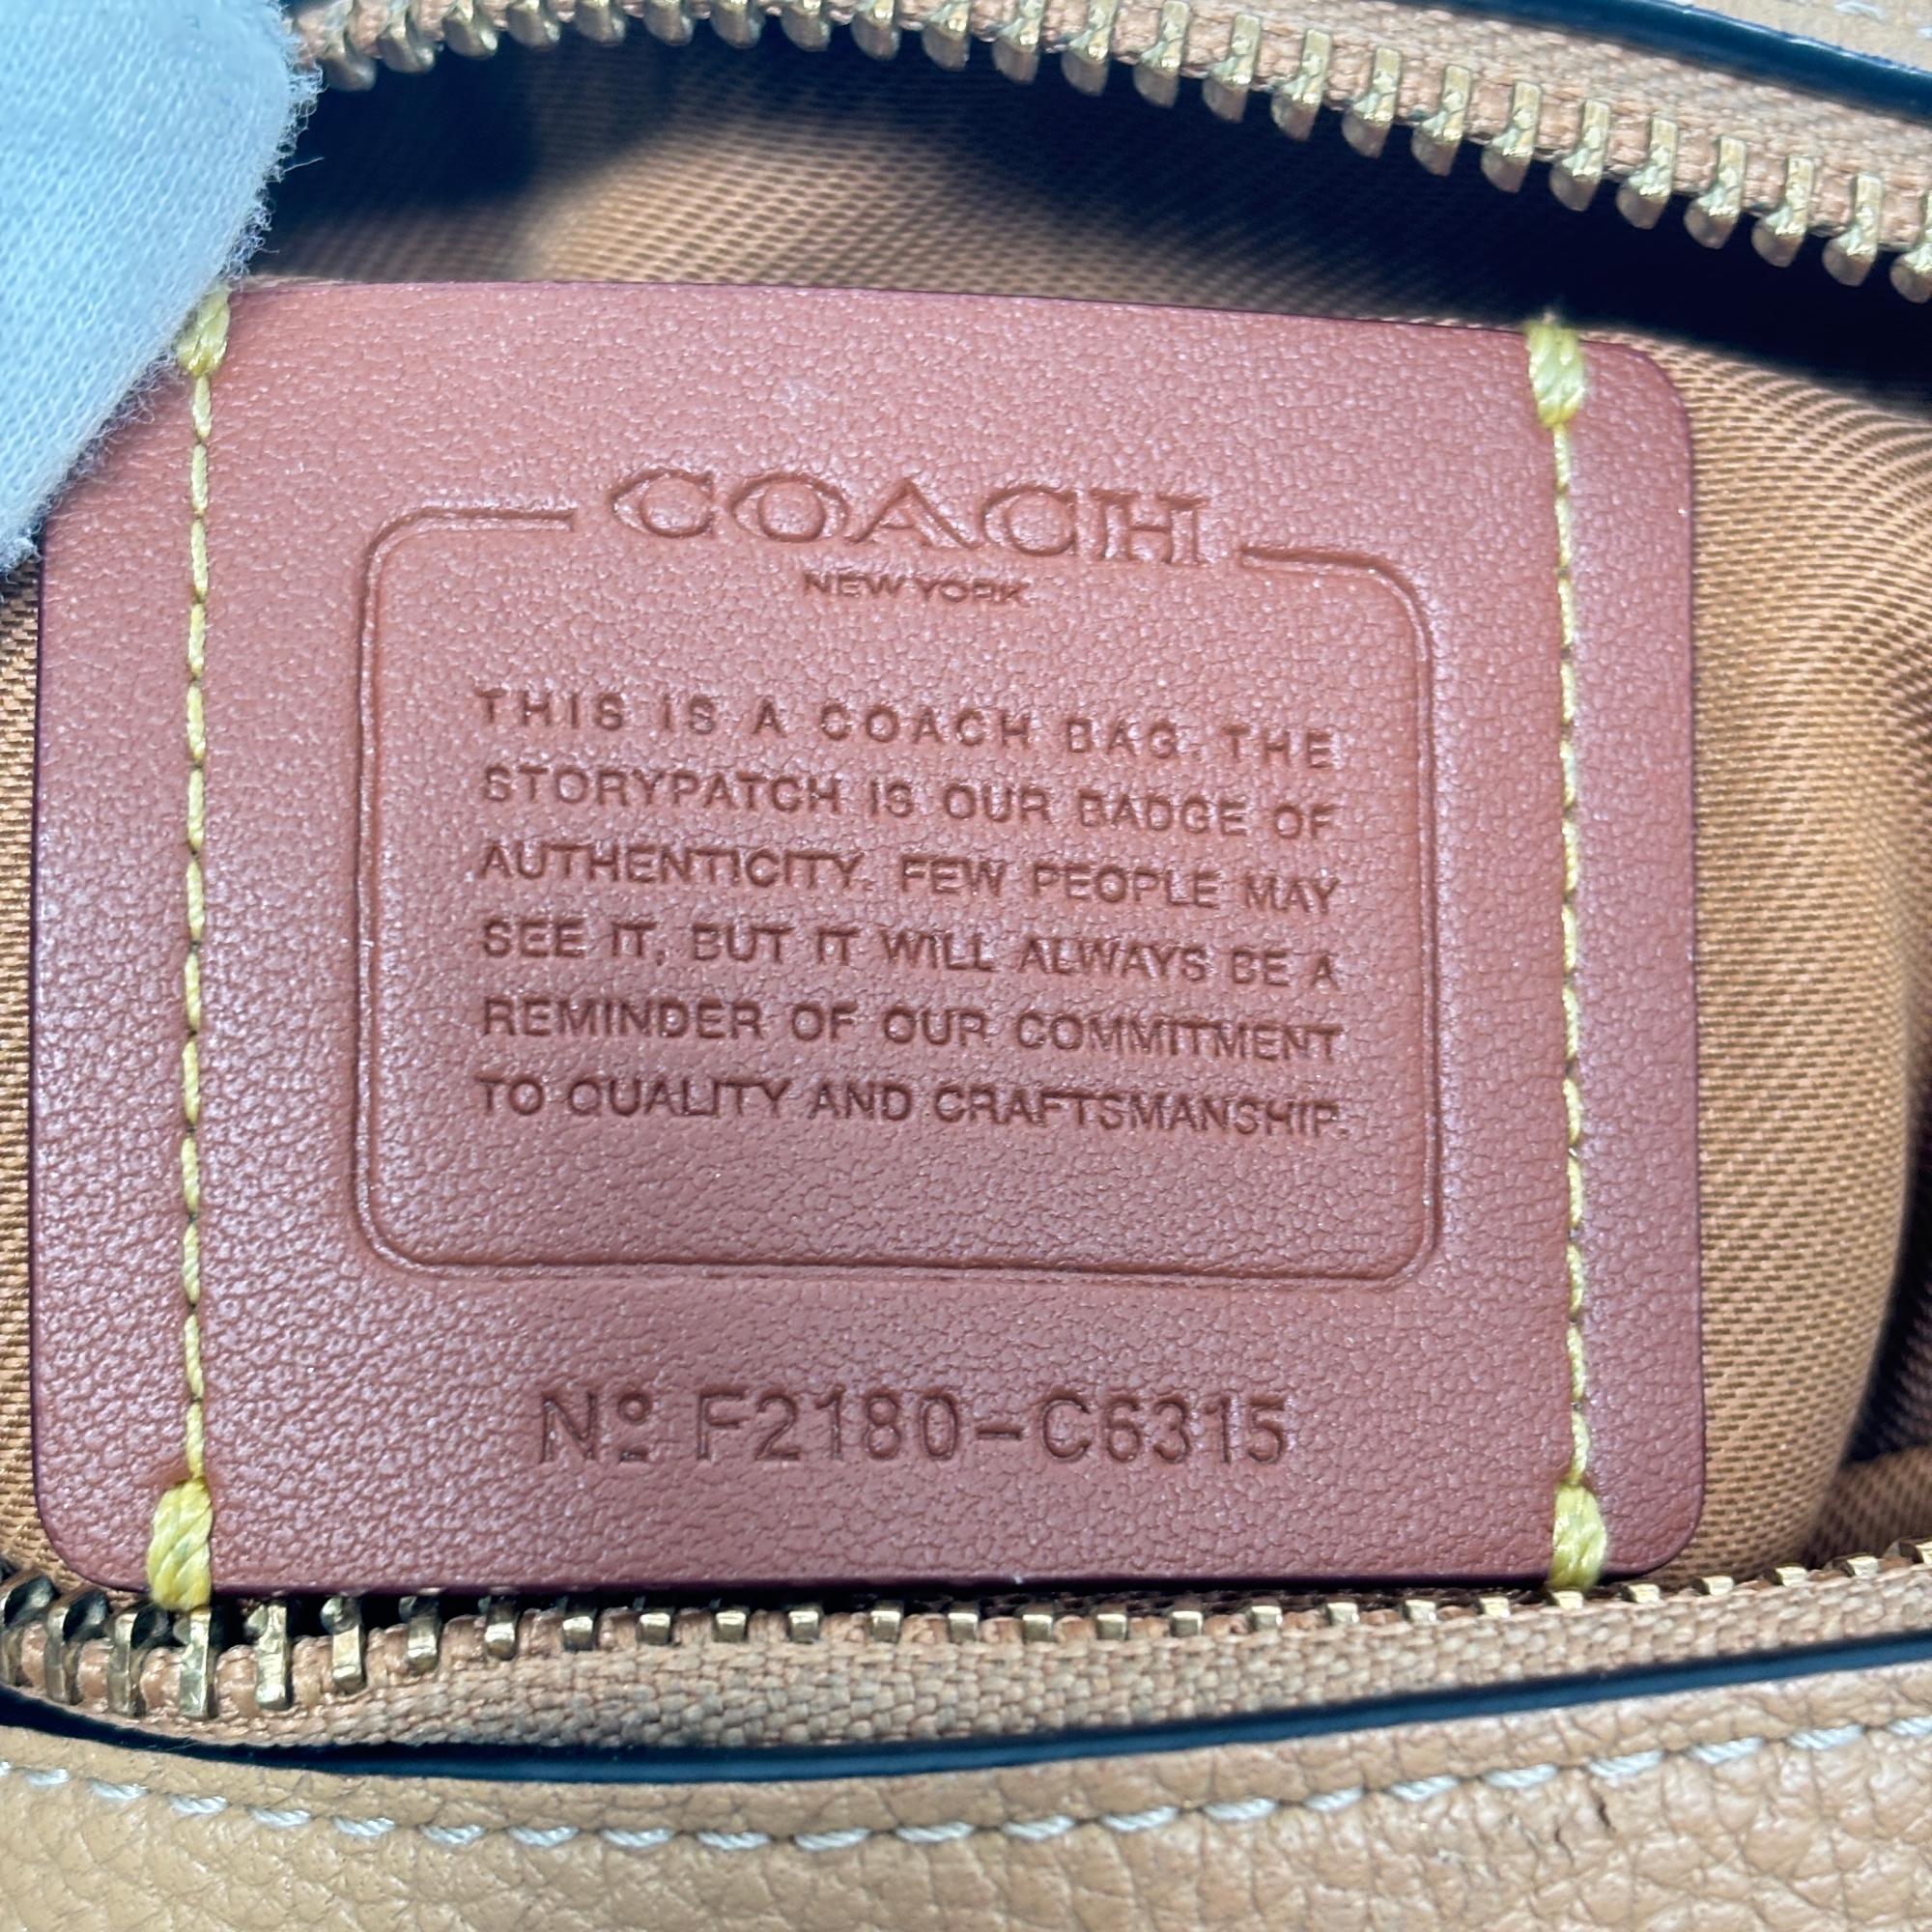 COACH
NEW YORK
THIS IS A COACH BAG. THE
STORYPATCH IS OUR BADGE OF
AUTHENTICITY. FEW PEOPLE MAY
SEE IT, BUT IT WILL ALWAYS BE A
REMINDER OF OUR COMMITMENT
TO QUALITY AND CRAFTSMANSHIP.
Nº F2180-C6315